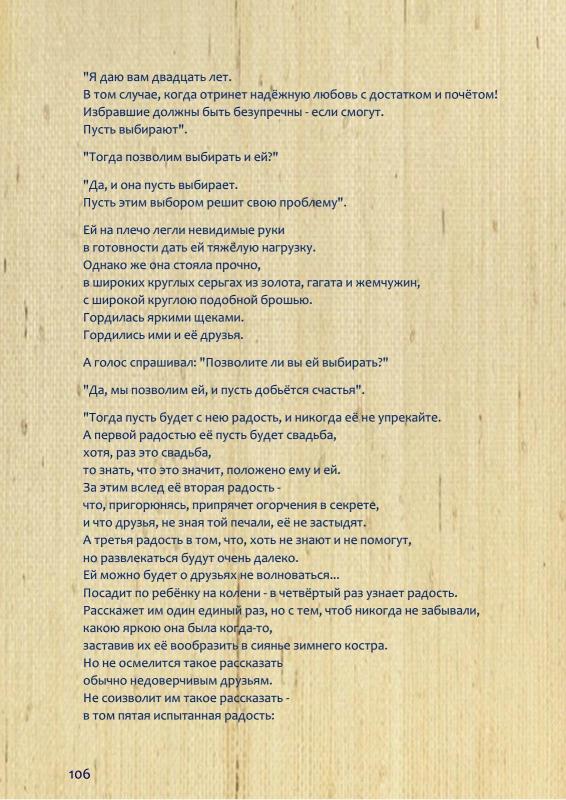 "Я даю вам двадцать лет.
В том случае, когда отринет надёжную любовь с достатком и почётом!
Избравшие должны быть безупречны - если смогут.
Пусть выбирают".
"Тогда позволим выбирать и ей?"
"Да, и она пусть выбирает.
Пусть этим выбором решит свою проблему".
Ей на плечо легли невидимые руки
в готовности дать ей тяжёлую нагрузку.
Однако же она стояла прочно,
в широких круглых серьгах из золота, гагата и жемчужин,
с широкой круглою подобной брошью.
Гордилась яркими щеками.
Гордились ими и её друзья.
А голос спрашивал: "Позволите ли вы ей выбирать?"
"Да, мы позволим ей, и пусть добьётся счастья".
"Тогда пусть будет с нею радость, и никогда её не упрекайте.
А первой радостью её пусть будет свадьба,
хотя, раз это свадьба,
то знать, что это значит, положено ему и ей.
За этим вслед её вторая радость -
что, пригорюнясь, припрячет огорчения в секрете,
и что друзья, не зная той печали, её не застыдят.
А третья радость в том, что, хоть не знают и не помогут,
но развлекаться будут очень далеко.
Ей можно будет о друзьях не волноваться...
Посадит по ребёнку на колени - в четвёртый раз узнает радость.
Расскажет им один единый раз, но с тем, чтоб никогда не забывали,
какою яркою она была когда-то,
заставив их её вообразить в сиянье зимнего костра.
Но не осмелится такое рассказать
обычно недоверчивым друзьям.
Не соизволит им такое рассказать -
в том пятая испытанная радость:
106